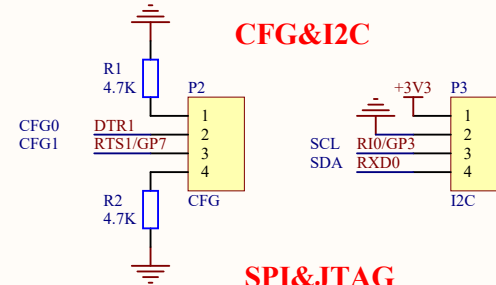 CFG&I2C
R1
4.7K
P2
1
2
3
4
CFG0 DTR1
CFG1 RTS1/GP7
R2
4.7K
CFG
+3V3
P3
1
2
3
4
SCL RI0/GP3
SDA RXD0
I2C
SPI&JTAG